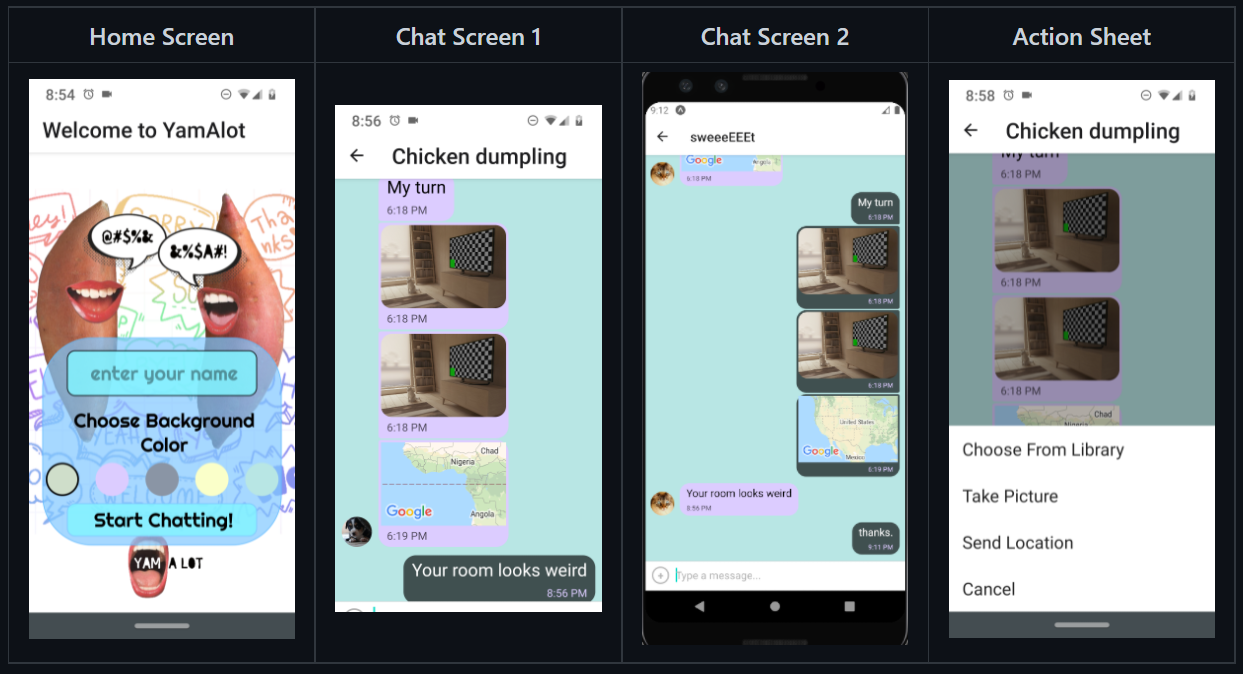 Home Screen
Chat Screen 1
Chat Screen 2
Action Sheet
8:54
Welcome to YamAlot
@#$%&
&%$A#!
enter your name
Choose Background
Color
Start Chatting!
YAM A LOT
8:56
Chicken dumpling
My turn
6:18 PM
6:18 PM
6:18 PM
Chad
Nigeria
Google
Angola
6:19 PM
Your room looks weird
8:56 PM
9:12
sweeeEEEt
Google
Angola
6:18 PM
My turn
6:18 PM
6:18 PM
6:18 PM
United States
Google
Mexico
6:19 PM
Your room looks weird
8:56 PM
thanks.
9:11 PM
Type a message...
8:58
Chicken dumpling
My turn
6:18 PM
6:18 PM
6:18 PM
Chad
Nigeria
Choose From Library
Take Picture
Send Location
Cancel